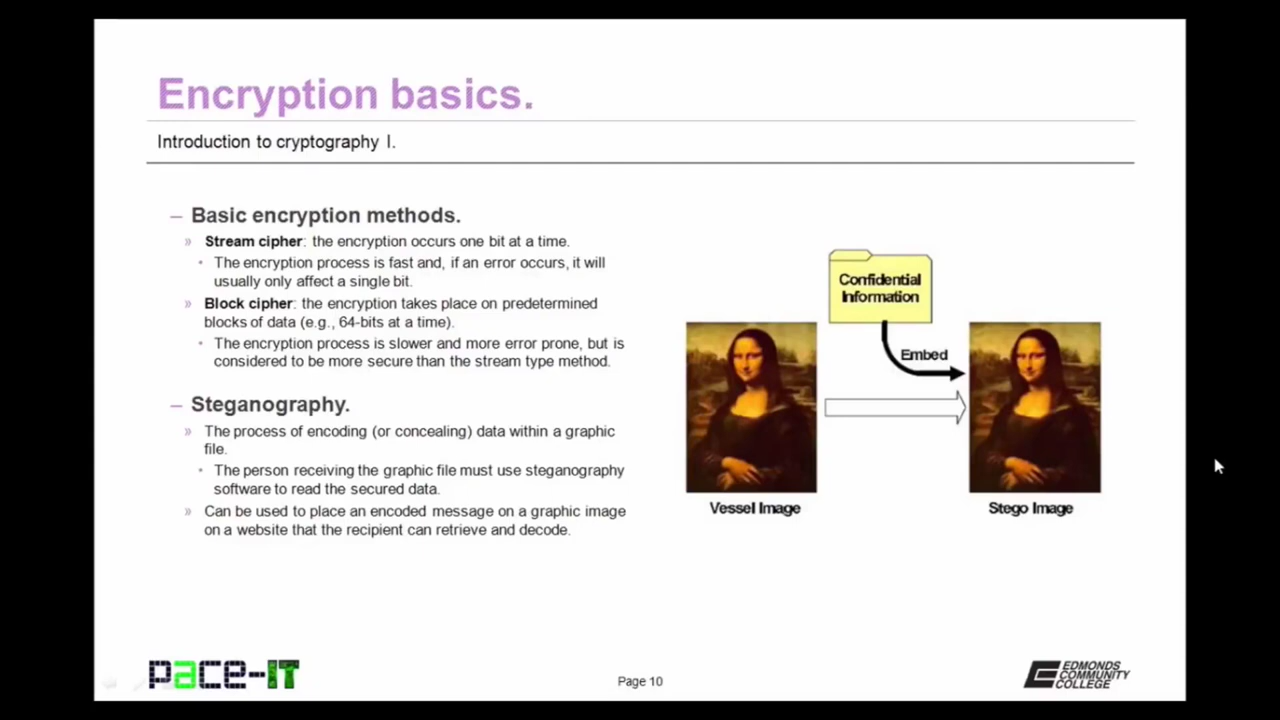 Encryption basics.
Introduction to cryptography I.
– Basic encryption methods.
» Stream cipher: the encryption occurs one bit at a time.
• The encryption process is fast and, if an error occurs, it will
usually only affect a single bit.
» Block cipher: the encryption takes place on predetermined
blocks of data (e.g., 64-bits at a time).
• The encryption process is slower and more error prone, but is
considered to be more secure than the stream type method.
– Steganography.
» The process of encoding (or concealing) data within a graphic
file.
• The person receiving the graphic file must use steganography
software to read the secured data.
» Can be used to place an encoded message on a graphic image
on a website that the recipient can retrieve and decode.
Confidential
Information
Embed
Vessel Image
Stego Image
pace-IT
Page 10
EDMONDS
COMMUNITY
COLLEGE